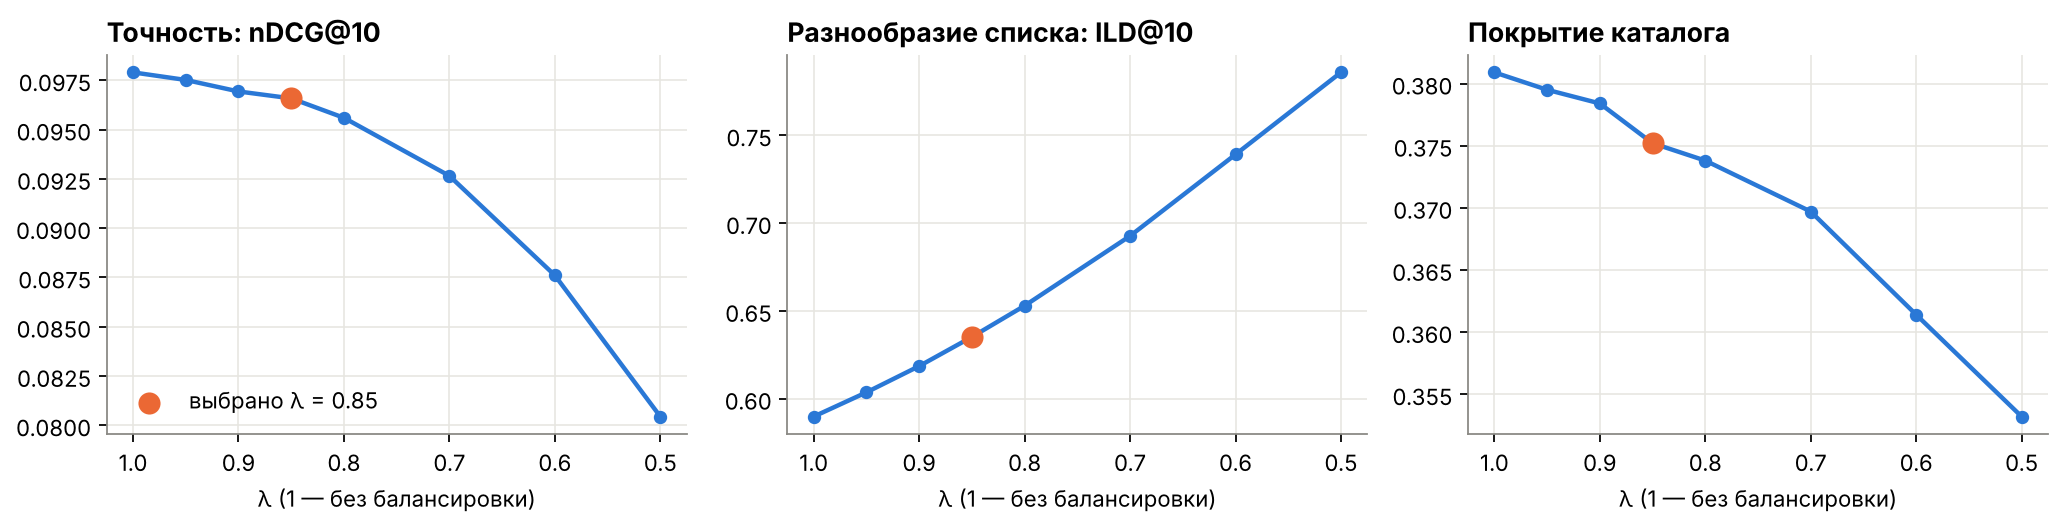 Точность: nDCG@10
0.0975
0.0950
0.0925
0.0900
0.0875
0.0850
0.0825
0.0800
выбрано λ = 0.85
1.0 0.9 0.8 0.7 0.6 0.5
λ (1 — без балансировки)
Разнообразие списка: ILD@10
0.75
0.70
0.65
0.60
1.0 0.9 0.8 0.7 0.6 0.5
λ (1 — без балансировки)
Покрытие каталога
0.380
0.375
0.370
0.365
0.360
0.355
1.0 0.9 0.8 0.7 0.6 0.5
λ (1 — без балансировки)